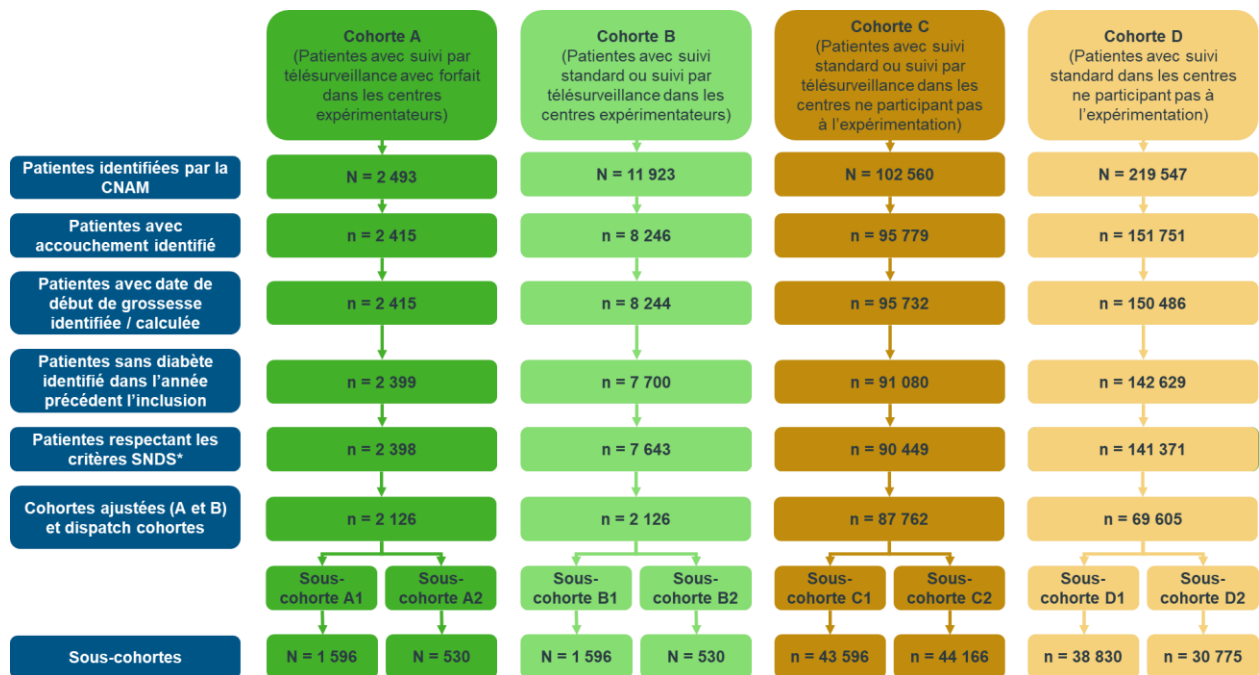 Cohorte A
(Patientes avec suivi par
télésurveillance avec forfait
dans les centres
expérimentateurs)
Cohorte B
(Patientes avec suivi
standard ou suivi par
télésurveillance dans les
centres expérimentateurs)
Cohorte C
(Patientes avec suivi
standard ou suivi par
télésurveillance dans les
centres ne participant pas
à l'expérimentation)
Cohorte D
(Patientes avec suivi
standard dans les centres
ne participant pas à
l'expérimentation)
Patientes identifiées par la
CNAM
N = 2 493
N = 11 923
N = 102 560
N = 219 547
Patientes avec
accouchement identifié
n = 2 415
n = 8 246
n = 95 779
n = 151 751
Patientes avec date de
début de grossesse
identifiée / calculée
n = 2 415
n = 8 244
n = 95 732
n = 150 486
Patientes sans diabète
identifié dans l'année
précédent l'inclusion
n = 2 399
n = 7 700
n = 91 080
n = 142 629
Patientes respectant les
critères SNDS*
n = 2 398
n = 7 643
n = 90 449
n = 141 371
Cohortes ajustées (A et B)
et dispatch cohortes
n = 2 126
n = 2 126
n = 87 762
n = 69 605
Sous-
cohorte A1
Sous-
cohorte A2
Sous-
cohorte B1
Sous-
cohorte B2
Sous-
cohorte C1
Sous-
cohorte C2
Sous-
cohorte D1
Sous-
cohorte D2
Sous-cohortes
N = 1 596
N = 530
N = 1 596
N = 530
n = 43 596
n = 44 166
n = 38 830
n = 30 775